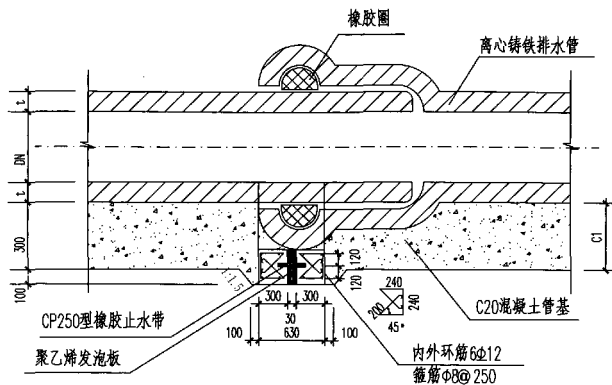 橡胶圈
离心铸铁排水管
t
DN
t
300
100
C1
1:1.5
120
120
240
240
200
45°
300
300
30
100
630
100
CP250型橡胶止水带
聚乙烯发泡板
C20混凝土管基
内外环筋6Φ12
箍筋Φ8@250